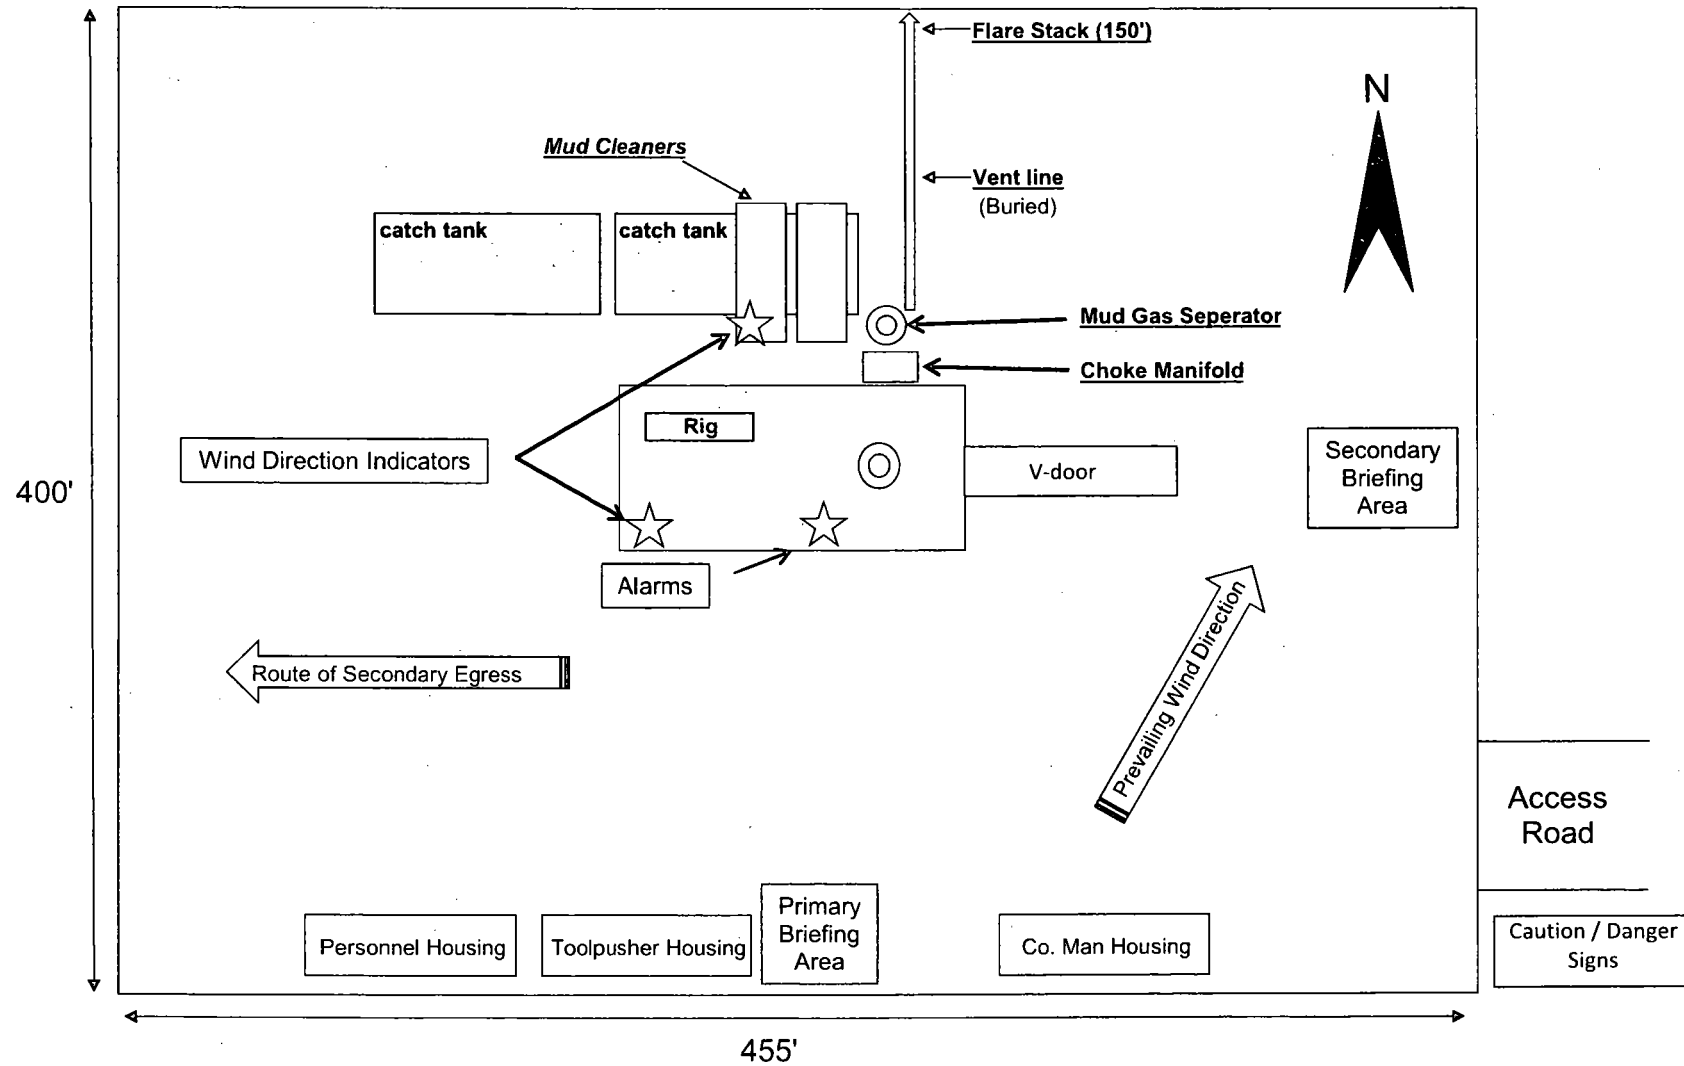 Flare Stack (150')
N
Mud Cleaners
Vent line
(Buried)
catch tank
catch tank
Mud Gas Seperator
Choke Manifold
Rig
Wind Direction Indicators
V-door
Secondary
Briefing
Area
400'
Alarms
Prevailing Wind Direction
Route of Secondary Egress
Access
Road
Primary
Briefing
Area
Personnel Housing
Toolpusher Housing
Co. Man Housing
Caution / Danger
Signs
455'